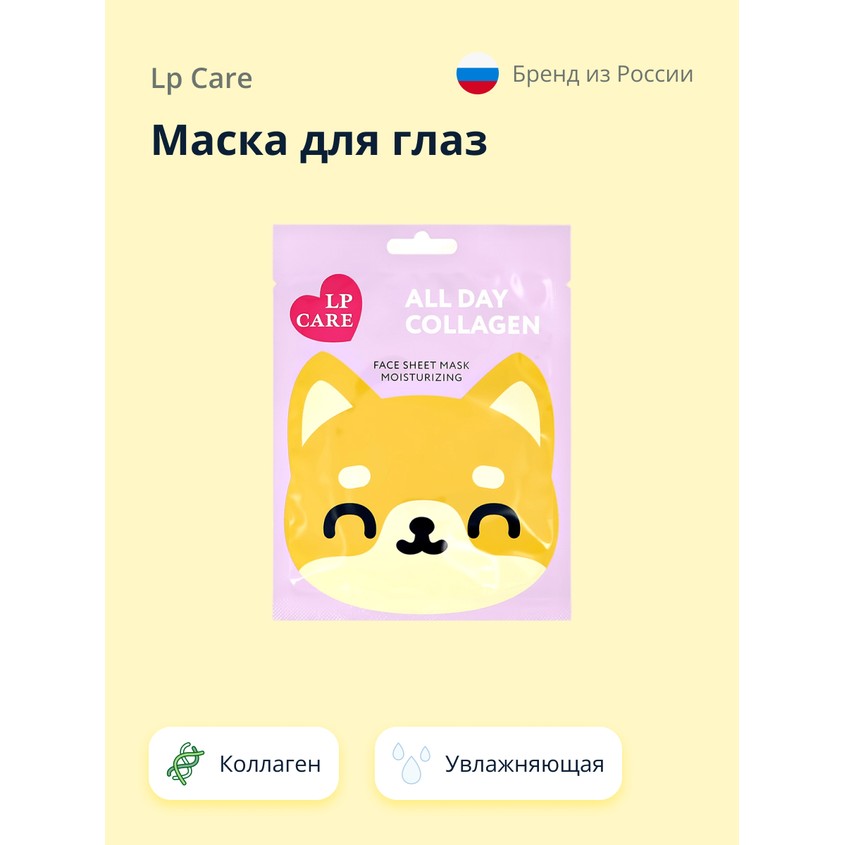 Lp Care
Бренд из России
Маска для глаз
LP
CARE
ALL DAY
COLLAGEN
FACE SHEET MASK
MOISTURIZING
Коллаген
Увлажняющая